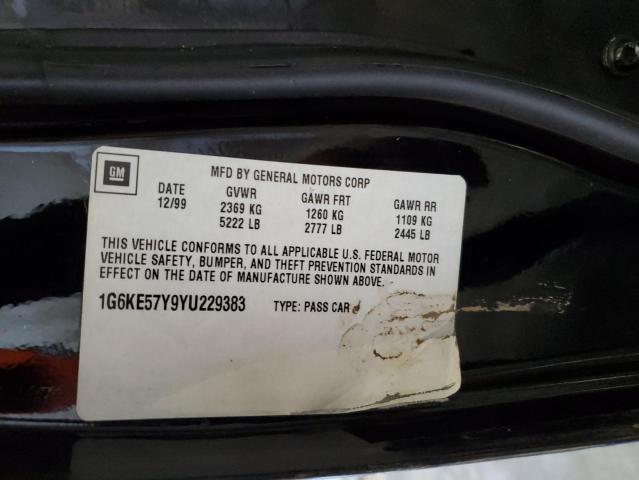 GM
MFD BY GENERAL MOTORS CORP
DATE GVWR GAWR FRT GAWR RR
12/99 2369 KG 1260 KG 1109 KG
5222 LB 2777 LB 2445 LB
THIS VEHICLE CONFORMS TO ALL APPLICABLE U.S. FEDERAL MOTOR
VEHICLE SAFETY, BUMPER, AND THEFT PREVENTION STANDARDS IN
EFFECT ON THE DATE OF MANUFACTURE SHOWN ABOVE.
1G6KE57Y9YU229383 TYPE: PASS CAR